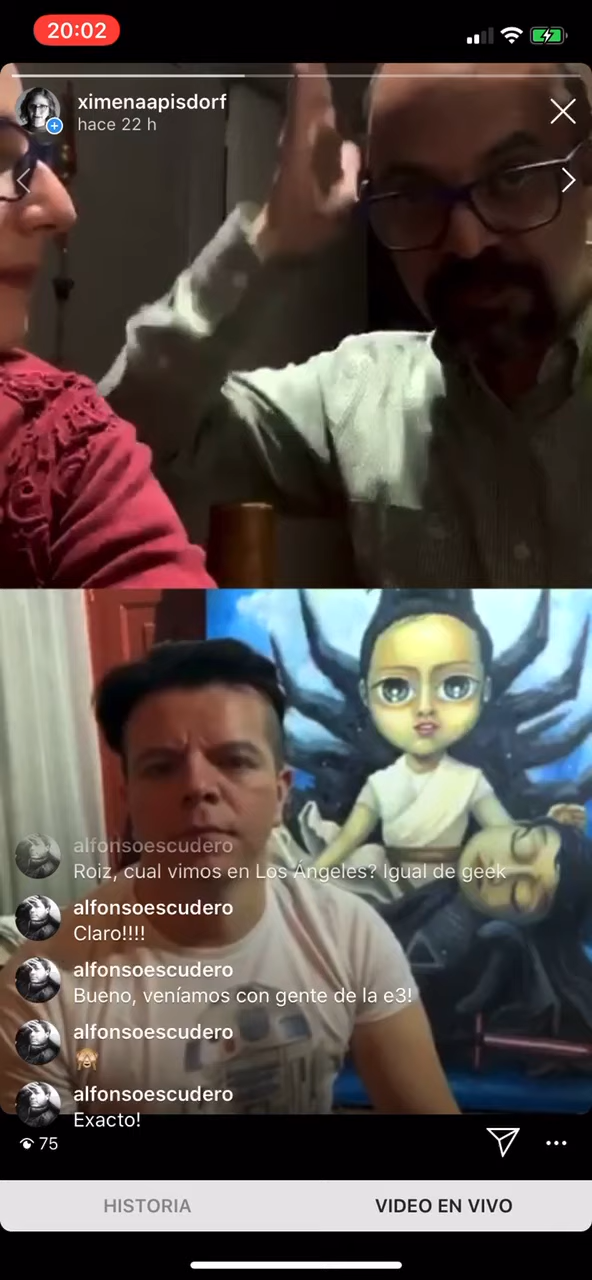 20:02
ximenaapisdorf
hace 22 h
alfonsoescudero
Roiz, cual vimos en Los Ángeles? Igual de geek
alfonsoescudero
Claro!!!!
alfonsoescudero
Bueno, veníamos con gente de la e3!
alfonsoescudero
🙈
alfonsoescudero
Exacto!
75
HISTORIA
VIDEO EN VIVO